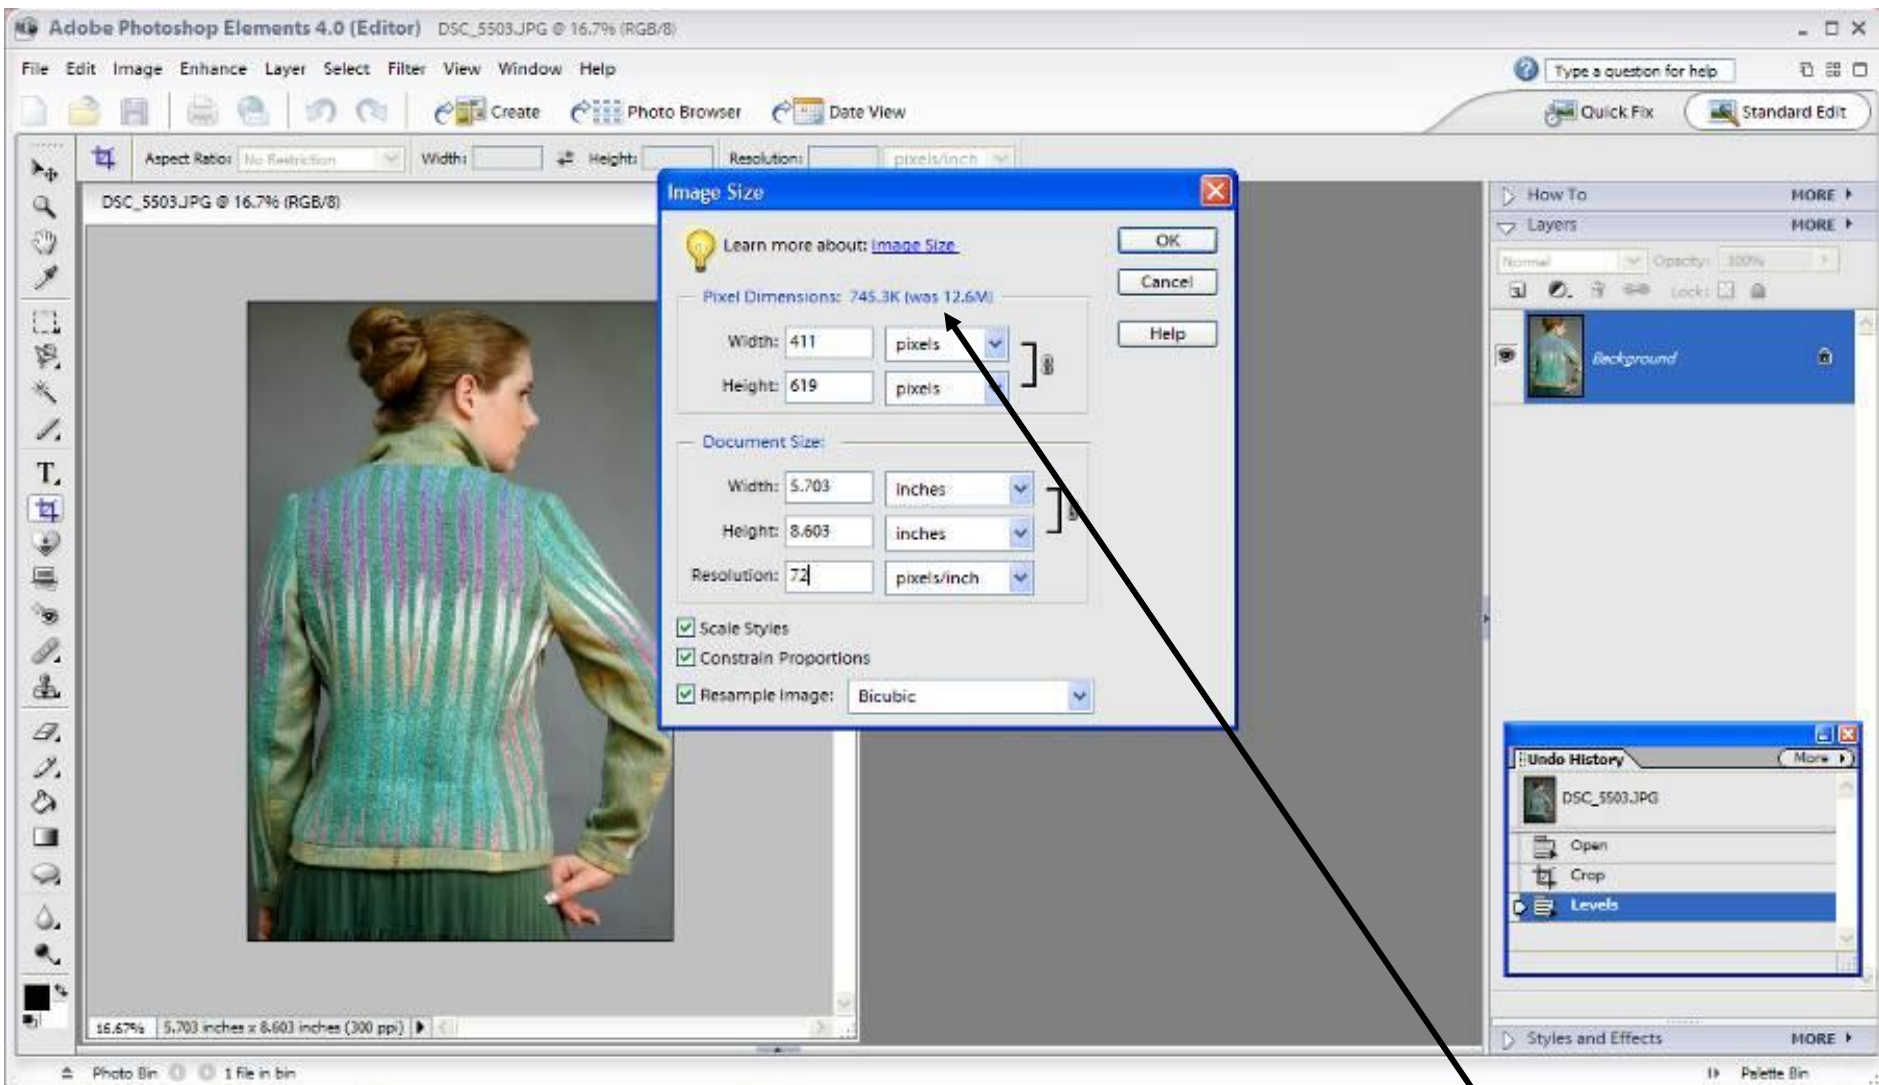 Adobe Photoshop Elements 4.0 (Editor) DSC_5503.JPG @ 16.7% (RGB/8)
File Edit Image Enhance Layer Select Filter View Window Help Type a question for help
Create Photo Browser Date View Quick Fix Standard Edit
Aspect Ratio: No Restriction Width: Height: Resolution: pixels/inch
DSC_5503.JPG @ 16.7% (RGB/8)
Image Size
Learn more about: Image Size
OK
Cancel
Help
Pixel Dimensions: 745.3K (was 12.6M)
Width: 411 pixels
Height: 619 pixels
Document Size:
Width: 5.703 inches
Height: 8.603 inches
Resolution: 72 pixels/inch
Scale Styles
Constrain Proportions
Resample Image: Bicubic
How To MORE
Layers MORE
Normal Opacity: 100%
Lock:
Background
Undo History More
DSC_5503.JPG
Open
Crop
Levels
Styles and Effects MORE
16.67% 5.703 inches x 8.603 inches (300 ppi)
Photo Bin 1 file in bin Palette Bin